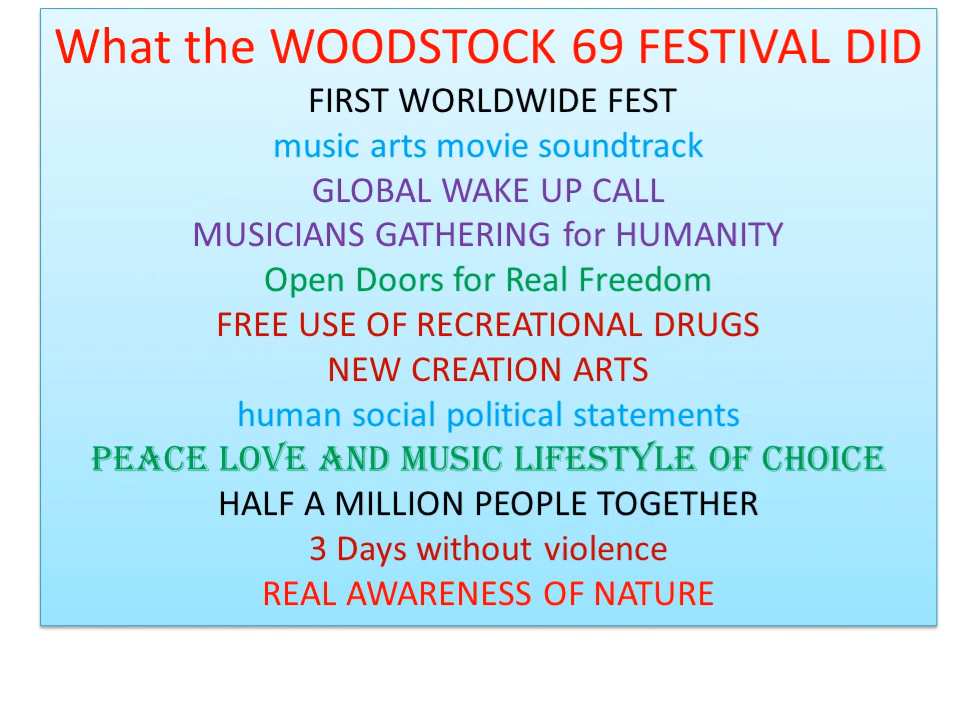 What the WOODSTOCK 69 FESTIVAL DID
FIRST WORLDWIDE FEST
music arts movie soundtrack
GLOBAL WAKE UP CALL
MUSICIANS GATHERING for HUMANITY
Open Doors for Real Freedom
FREE USE OF RECREATIONAL DRUGS
NEW CREATION ARTS
human social political statements
PEACE LOVE AND MUSIC LIFESTYLE OF CHOICE
HALF A MILLION PEOPLE TOGETHER
3 Days without violence
REAL AWARENESS OF NATURE